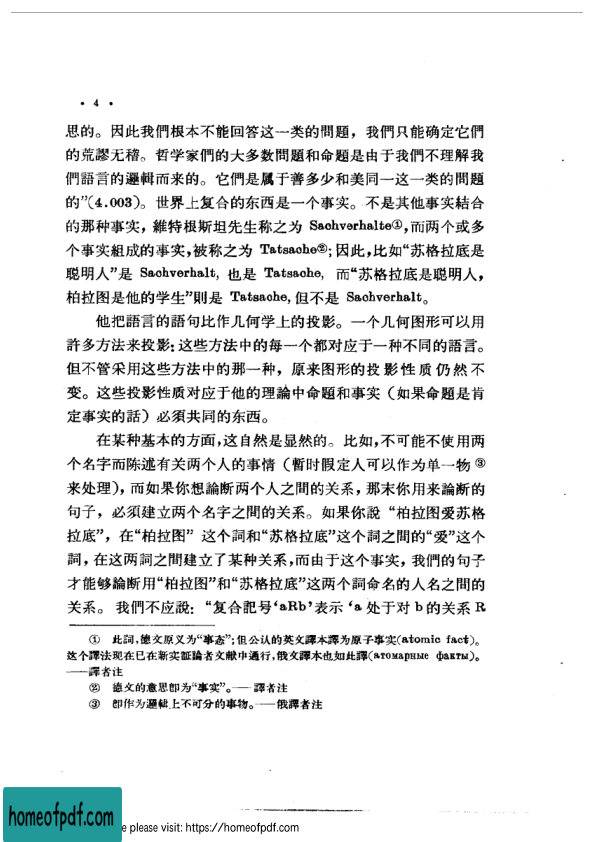 • 4 •
思的。因此我們根本不能回答这一类的問題，我們只能确定它們
的荒謬无稽。哲学家們的大多数問題和命題是由于我們不理解我
們語言的邏輯而来的。它們是属于善多少和美同一这一类的問題
的”(4.003)。世界上复合的东西是一个事实。不是其他事实結合
的那种事实，維特根斯坦先生称之为 Sachverhalte①，而两个或多
个事实組成的事实，被称之为 Tatsache②；因此，比如“苏格拉底是
聪明人”是 Sachverhalt，也是 Tatsache，而“苏格拉底是聪明人，
柏拉图是他的学生”則是 Tatsache，但不是 Sachverhalt。
他把語言的語句比作几何学上的投影。一个几何图形可以用
許多方法来投影：这些方法中的每一个都对应于一种不同的語言。
但不管采用这些方法中的那一种，原来图形的投影性质仍然不
变。这些投影性质对应于他的理論中命題和事实（如果命題是肯
定事实的話）必須共同的东西。
在某种基本的方面，这自然是显然的。比如，不可能不使用两
个名字而陈述有关两个人的事情（暫时假定人可以作为单一物③
来处理），而如果你想論断两个人之間的关系，那末你用来論断的
句子，必須建立两个名字之間的关系。如果你說“柏拉图爱苏格
拉底”，在“柏拉图”这个詞和“苏格拉底”这个詞之間的“爱”这个
詞，在这两詞之間建立了某种关系，而由于这个事实，我們的句子
才能够論断用“柏拉图”和“苏格拉底”这两个詞命名的人名之間的
关系。我們不应說：“复合記号‘aRb’表示‘a 处于对 b 的关系 R
① 此詞，德文原义为“事态”；但公认的英文譯本譯为原子事实(atomic fact)。
这个譯法现在已在新实証論者文献中通行，俄文譯本也如此譯(атомарные факты)。
——譯者注
② 德文的意思卽为“事实”。——譯者注
③ 卽作为邏輯上不可分的事物。——俄譯者注
homeofpdf.com
e please visit: https://homeofpdf.com